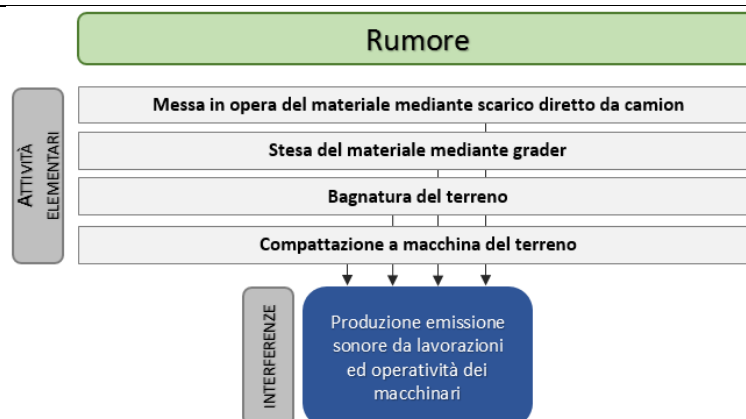 Rumore
ATTIVITÀ
ELEMENTARI
Messa in opera del materiale mediante scarico diretto da camion
Stesa del materiale mediante grader
Bagnatura del terreno
Compattazione a macchina del terreno
INTERFERENZE
Produzione emissione
sonore da lavorazioni
ed operatività dei
macchinari